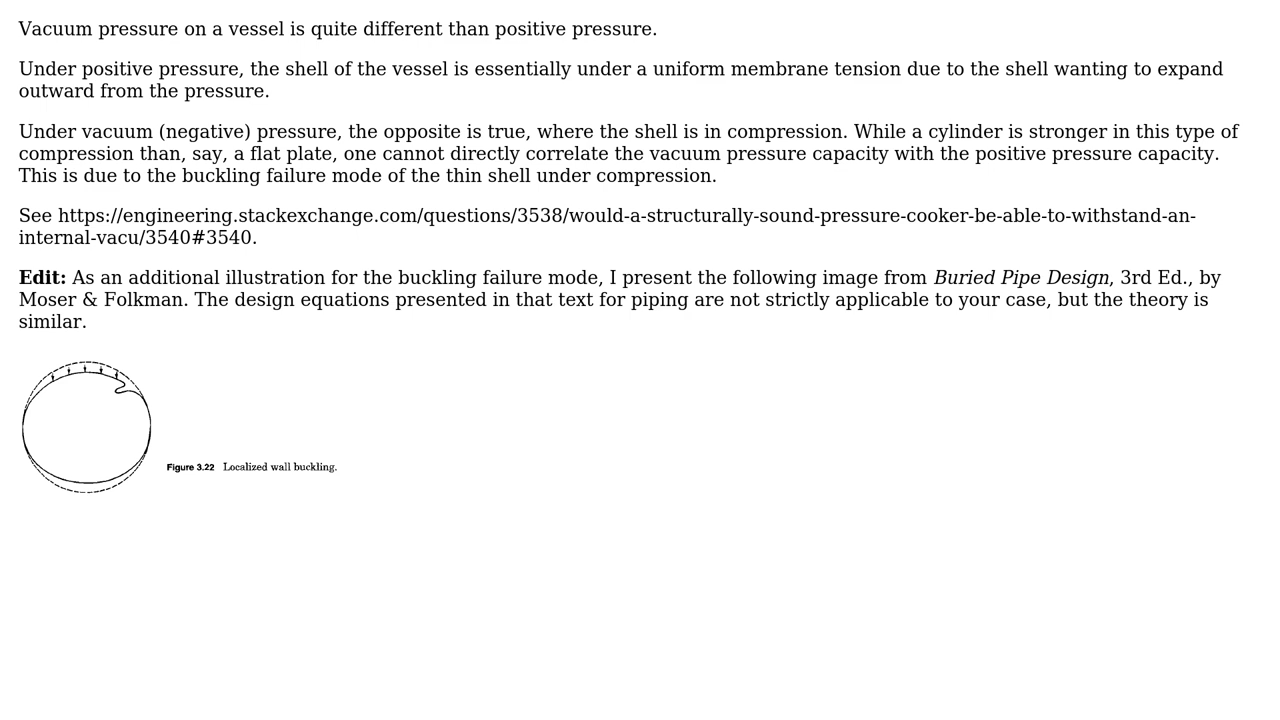 Vacuum pressure on a vessel is quite different than positive pressure.
Under positive pressure, the shell of the vessel is essentially under a uniform membrane tension due to the shell wanting to expand
outward from the pressure.
Under vacuum (negative) pressure, the opposite is true, where the shell is in compression. While a cylinder is stronger in this type of
compression than, say, a flat plate, one cannot directly correlate the vacuum pressure capacity with the positive pressure capacity.
This is due to the buckling failure mode of the thin shell under compression.
See https://engineering.stackexchange.com/questions/3538/would-a-structurally-sound-pressure-cooker-be-able-to-withstand-an-
internal-vacu/3540#3540.
Edit: As an additional illustration for the buckling failure mode, I present the following image from Buried Pipe Design, 3rd Ed., by
Moser & Folkman. The design equations presented in that text for piping are not strictly applicable to your case, but the theory is
similar.
Figure 3.22 Localized wall buckling.